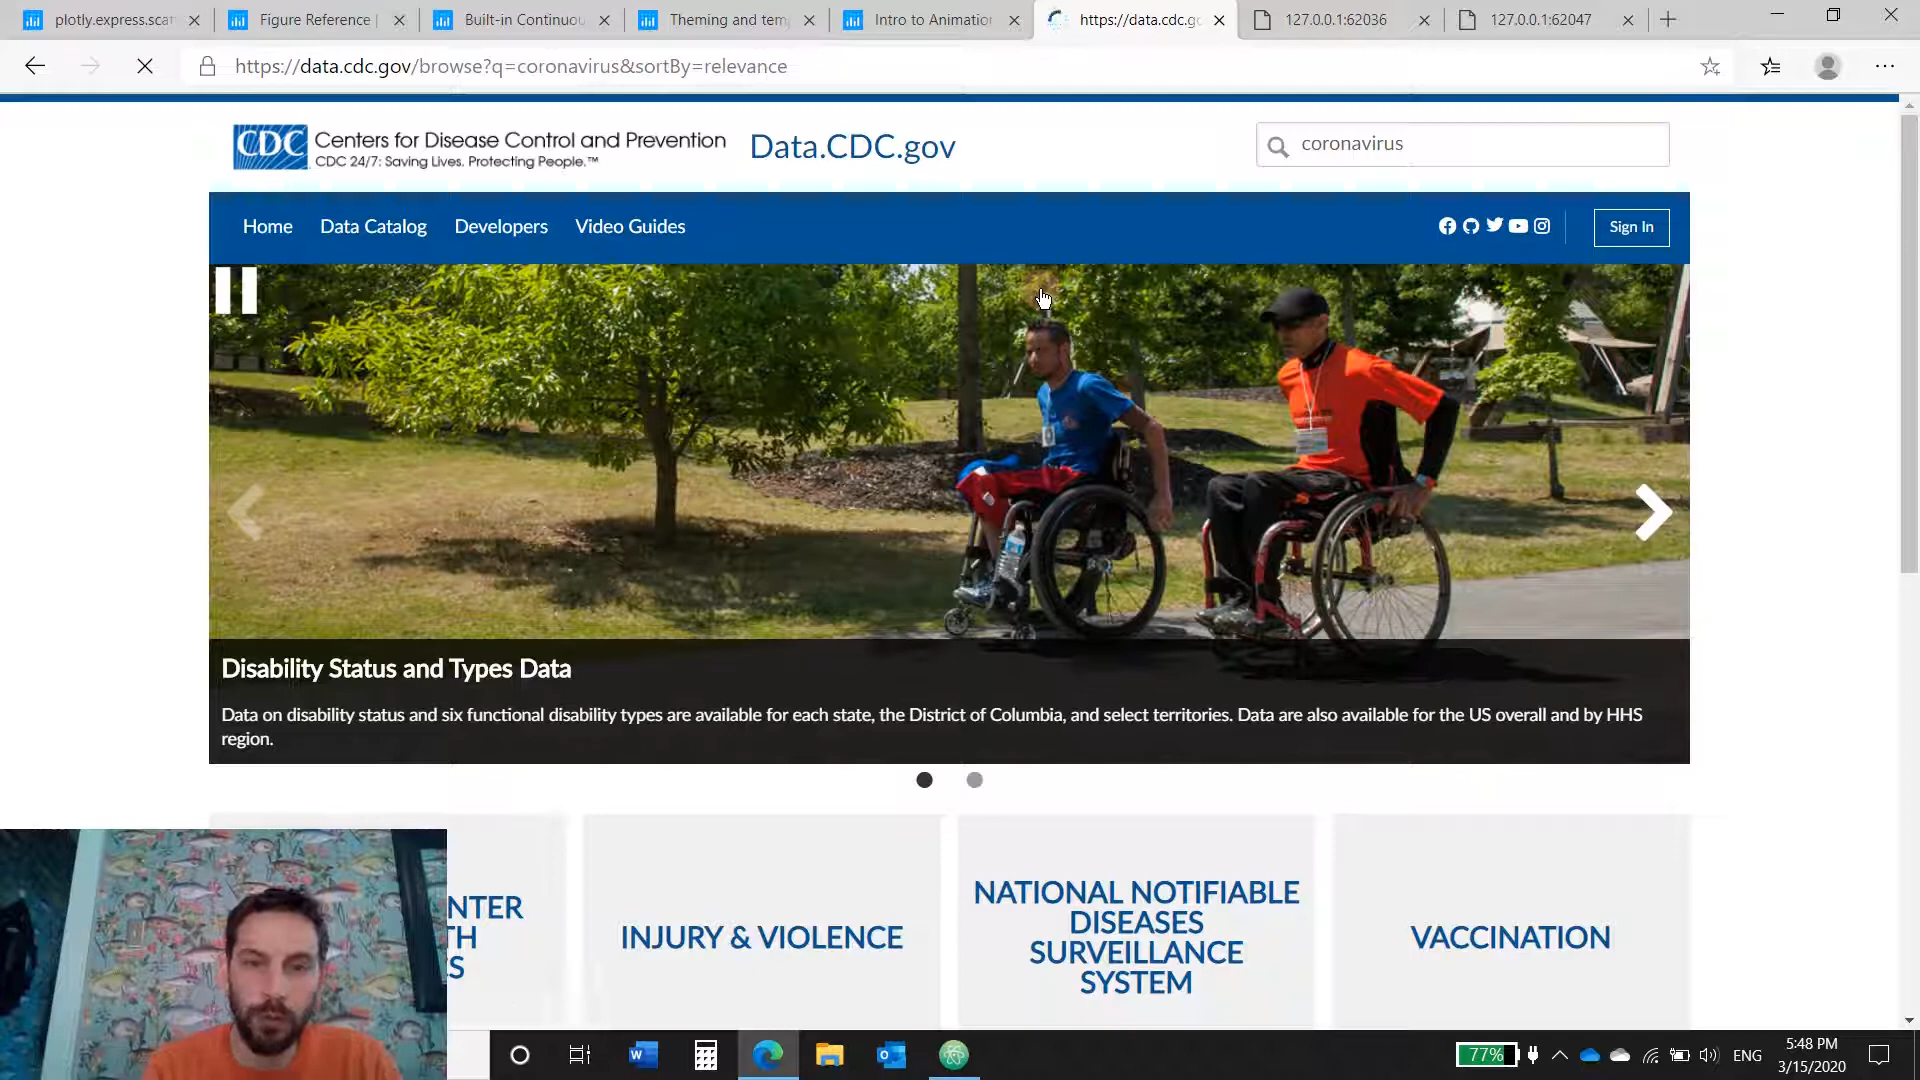 plotly.express.scat
Figure Reference
Built-in Continuou
Theming and tem
Intro to Animation
https://data.cdc.go
127.0.0.1:62036
127.0.0.1:62047
https://data.cdc.gov/browse?q=coronavirus&sortBy=relevance
CDC Centers for Disease Control and Prevention
CDC 24/7: Saving Lives. Protecting People.™
Data.CDC.gov
coronavirus
Home
Data Catalog
Developers
Video Guides
Sign In
Disability Status and Types Data
Data on disability status and six functional disability types are available for each state, the District of Columbia, and select territories. Data are also available for the US overall and by HHS
region.
NTER
TH
S
INJURY & VIOLENCE
NATIONAL NOTIFIABLE
DISEASES
SURVEILLANCE
SYSTEM
VACCINATION
77%
ENG
5:48 PM
3/15/2020